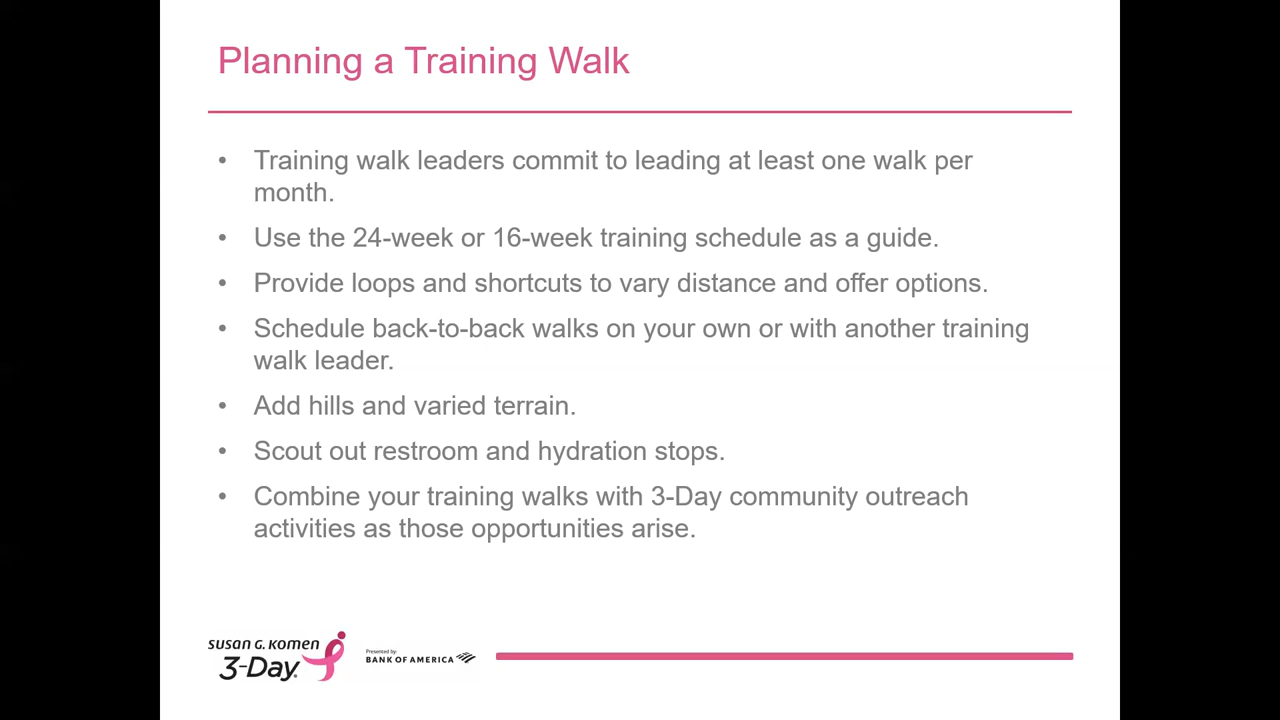 Planning a Training Walk
• Training walk leaders commit to leading at least one walk per
month.
• Use the 24-week or 16-week training schedule as a guide.
• Provide loops and shortcuts to vary distance and offer options.
• Schedule back-to-back walks on your own or with another training
walk leader.
• Add hills and varied terrain.
• Scout out restroom and hydration stops.
• Combine your training walks with 3-Day community outreach
activities as those opportunities arise.
SUSAN G. KOMEN
3-Day.®
Presented by:
BANK OF AMERICA